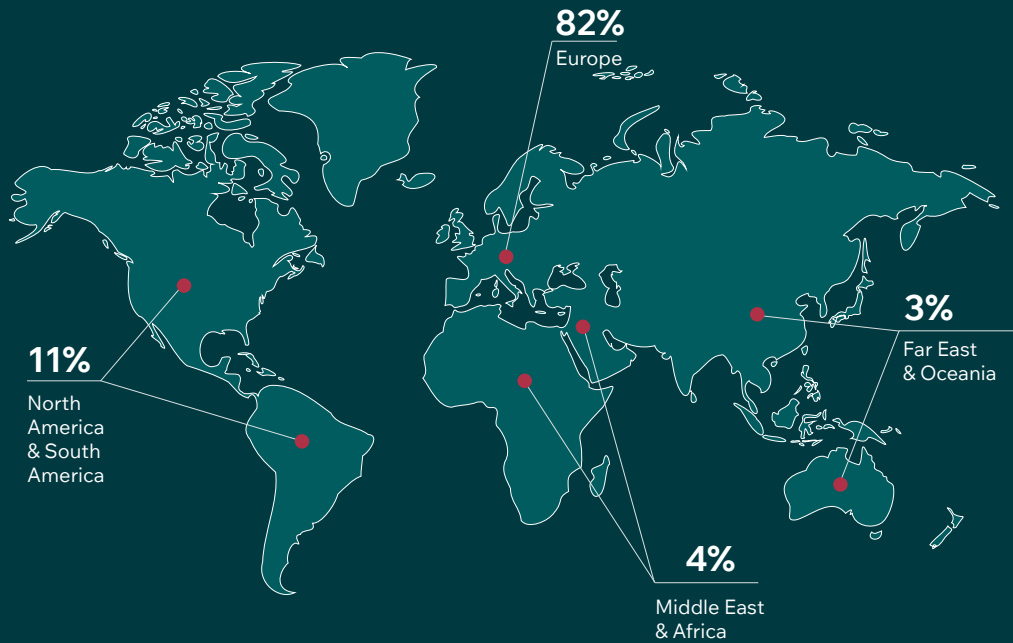 82%
Europe
11%
North
America
& South
America
3%
Far East
& Oceania
4%
Middle East
& Africa